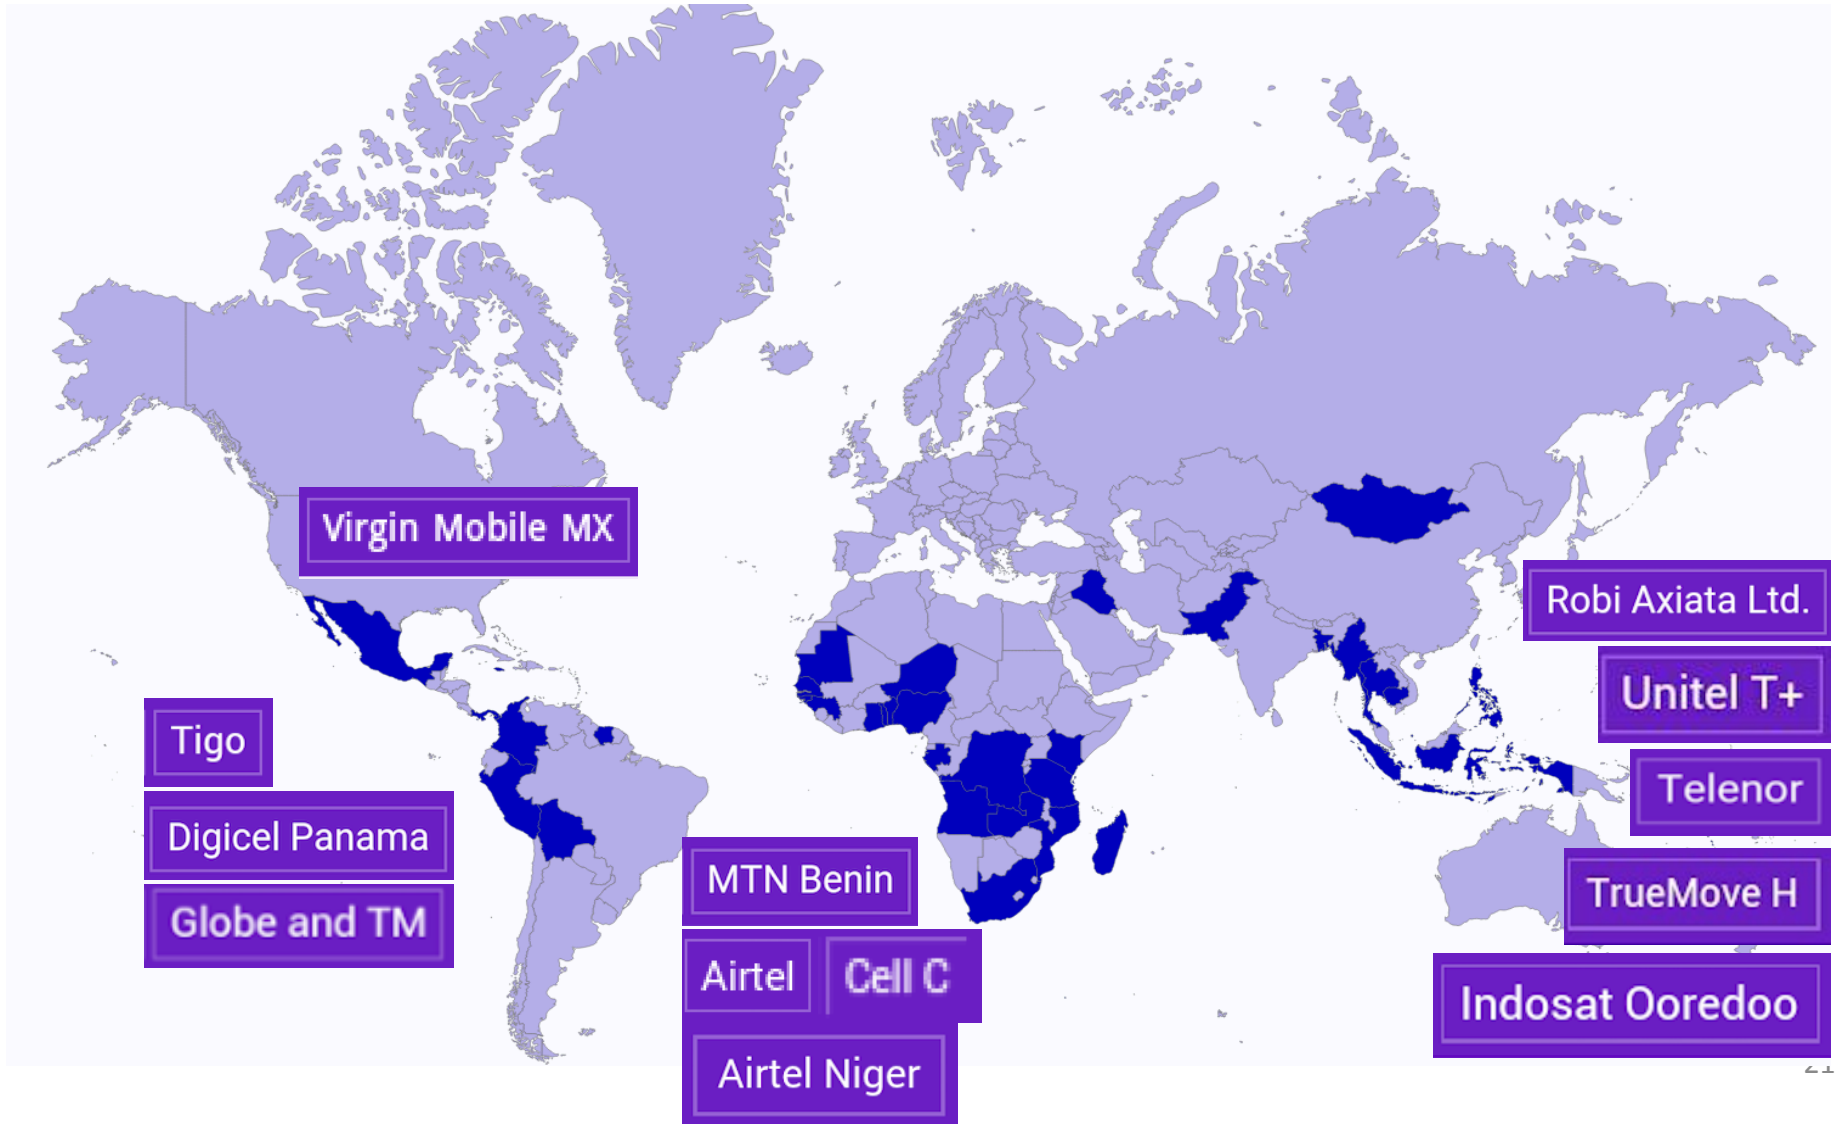 Virgin Mobile MX
Robi Axiata Ltd.
Unitel T+
Tigo
Telenor
Digicel Panama
MTN Benin
TrueMove H
Globe and TM
Airtel
Cell C
Indosat Ooredoo
Airtel Niger